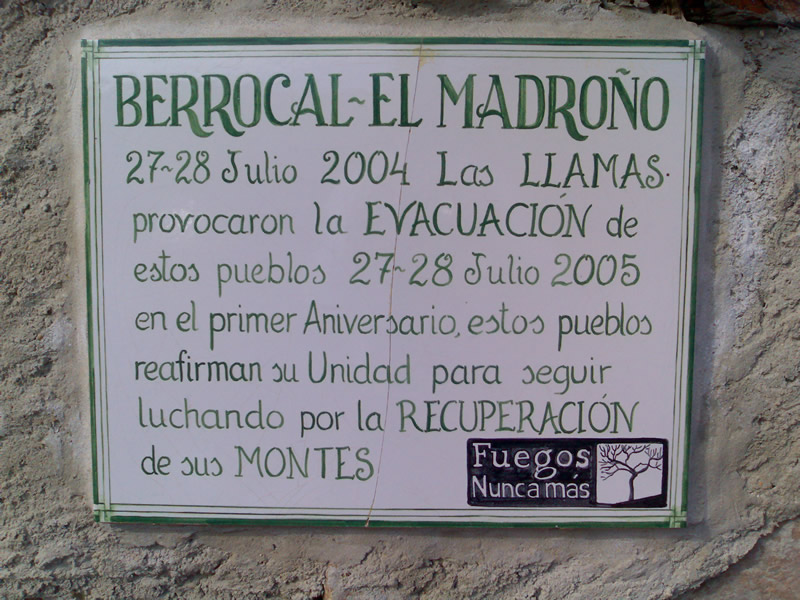 BERROCAL~EL MADROÑO
27~28 Julio 2004 Las LLAMAS.
provocaron la EVACUACIÓN de
estos pueblos 27~28 Julio 2005
en el primer Aniversario, estos pueblos
reafirman su Unidad para seguir
luchando por la RECUPERACIÓN
de sus MONTES
Fuegos
Nunca más